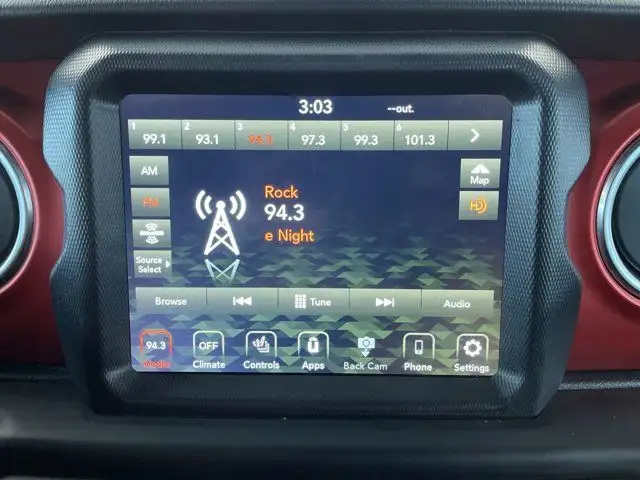 3:03 --out.
1 2 3 4 5 6
99.1 93.1 94.3 97.3 99.3 101.3
AM
Map
FM
HD
Rock
94.3
e Night
Source
Select
Browse Tune Audio
94.3 OFF
Media Climate Controls Apps Back Cam Phone Settings